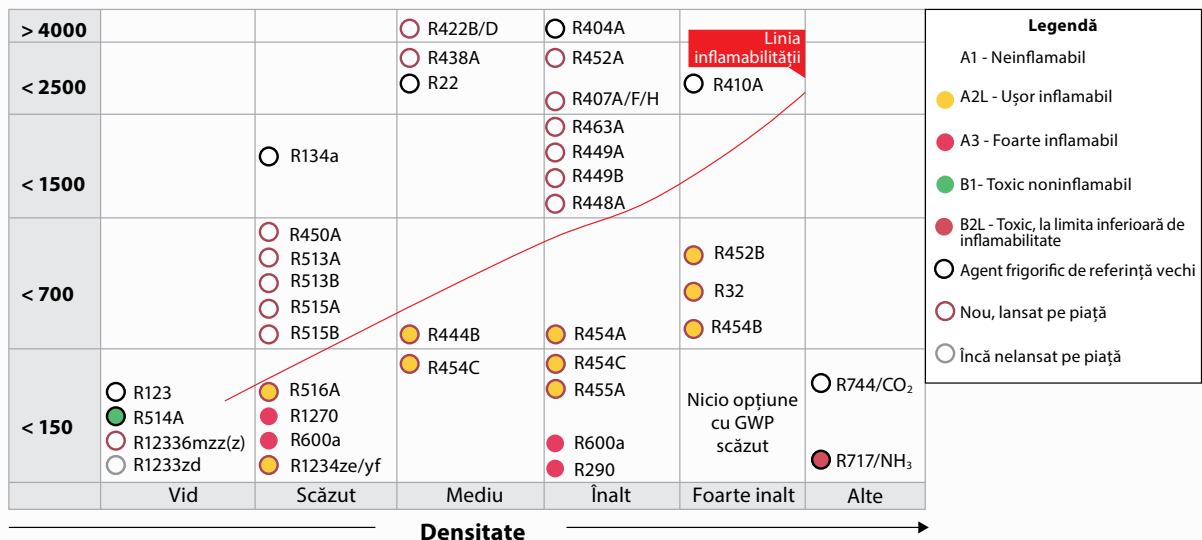 > 4000
R422B/D
R404A
Linia
inflamabilității
< 2500
R438A
R22
R452A
R407A/F/H
R410A
< 1500
R134a
R463A
R449A
R449B
R448A
< 700
R450A
R513A
R513B
R515A
R515B
R444B
R454A
R452B
R32
R454B
< 150
R123
R514A
R12336mzz(z)
R1233zd
R516A
R1270
R600a
R1234ze/yf
R454C
R454C
R455A
R600a
R290
Nicio opțiune
cu GWP
scăzut
R744/CO₂
R717/NH₃
Vid
Scăzut
Mediu
Înalt
Foarte inalt
Alte
Densitate
Legendă
A1 - Neinflamabil
A2L - Ușor inflamabil
A3 - Foarte inflamabil
B1- Toxic noninflamabil
B2L - Toxic, la limita inferioară de
inflamabilitate
Agent frigorific de referință vechi
Nou, lansat pe piață
Încă nelansat pe piață